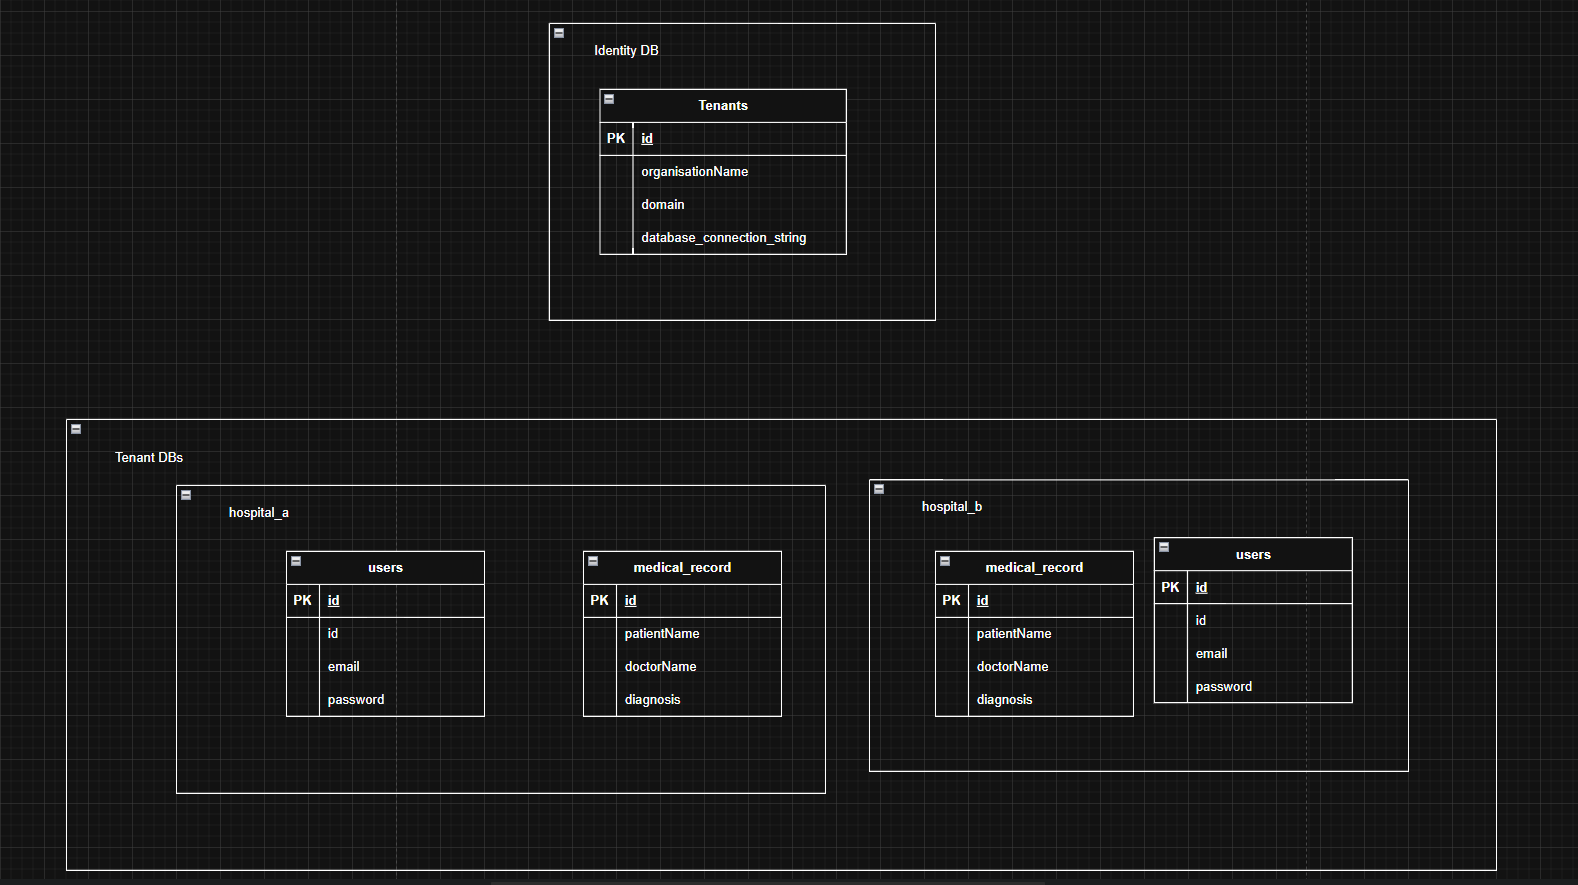 Identity DB
Tenants
PK id
organisationName
domain
database_connection_string
Tenant DBs
hospital_a
users
PK id
id
email
password
medical_record
PK id
patientName
doctorName
diagnosis
hospital_b
medical_record
PK id
patientName
doctorName
diagnosis
users
PK id
id
email
password